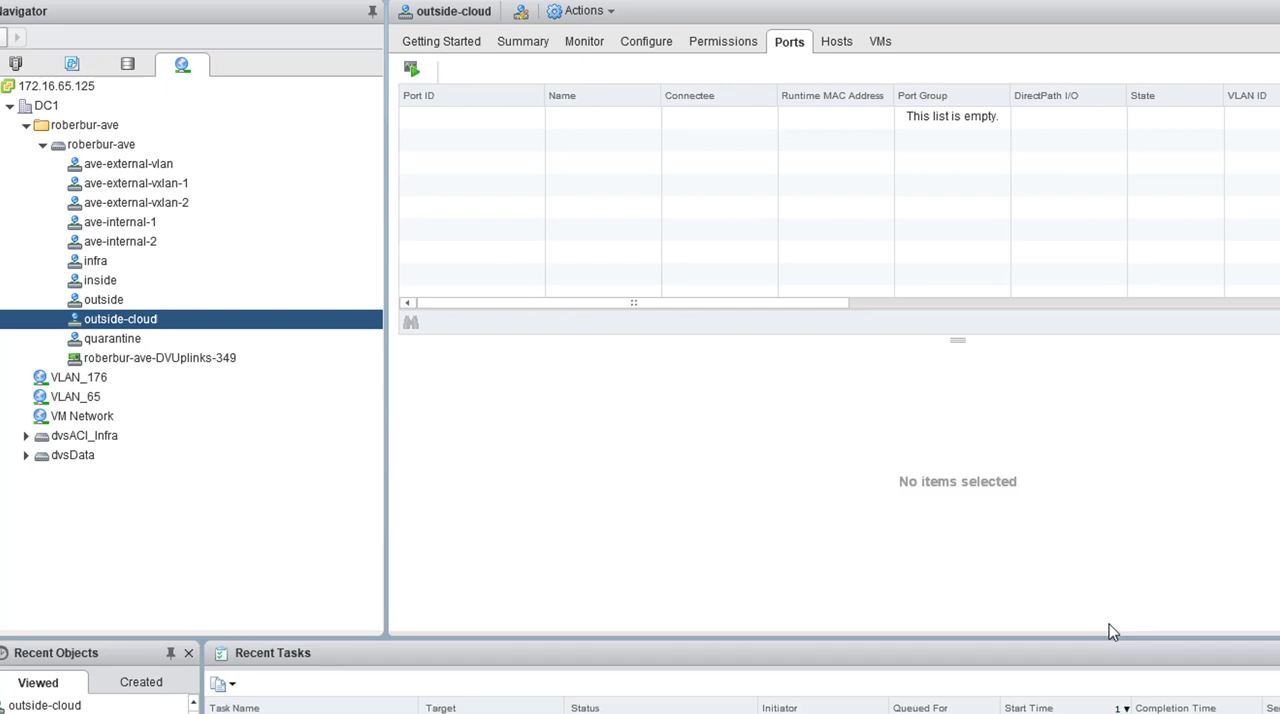 Navigator
172.16.65.125
DC1
roberbur-ave
roberbur-ave
ave-external-vlan
ave-external-vxlan-1
ave-external-vxlan-2
ave-internal-1
ave-internal-2
infra
inside
outside
outside-cloud
quarantine
roberbur-ave-DVUplinks-349
VLAN_176
VLAN_65
VM Network
dvsACI_Infra
dvsData
outside-cloud Actions
Getting Started Summary Monitor Configure Permissions Ports Hosts VMs
Port ID Name Connectee Runtime MAC Address Port Group DirectPath I/O State VLAN ID
This list is empty.
No items selected
Recent Objects
Viewed Created
outside-cloud
Recent Tasks
Task Name Target Status Initiator Queued For Start Time 1 Completion Time Se